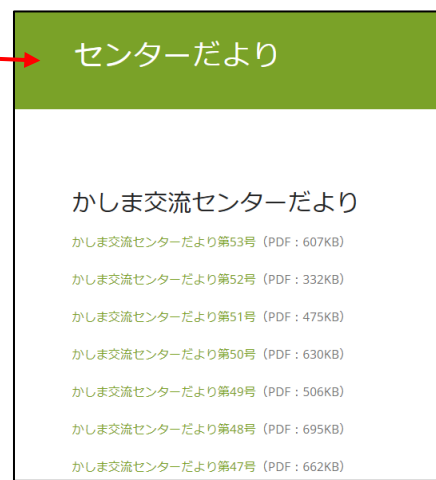 センターだより
かしま交流センターだより
かしま交流センターだより第53号（PDF：607KB）
かしま交流センターだより第52号（PDF：332KB）
かしま交流センターだより第51号（PDF：475KB）
かしま交流センターだより第50号（PDF：630KB）
かしま交流センターだより第49号（PDF：506KB）
かしま交流センターだより第48号（PDF：695KB）
かしま交流センターだより第47号（PDF：662KB）